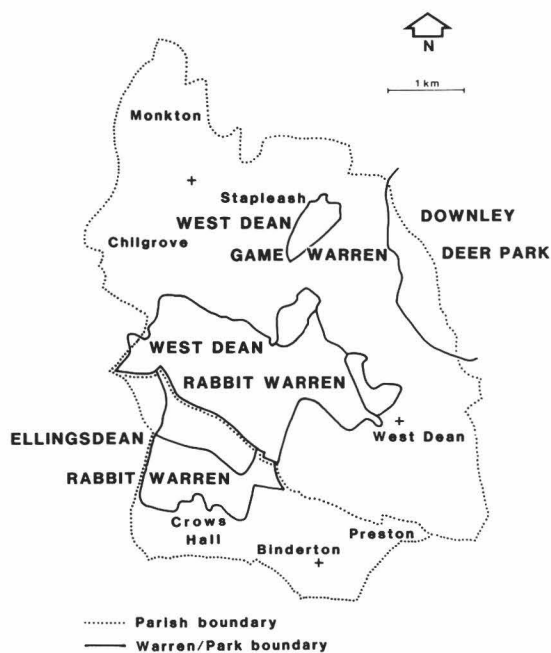 N
1 km
Monkton
Stapleash
WEST DEAN
GAME WARREN
DOWNLEY
DEER PARK
Chilgrove
WEST DEAN
RABBIT WARREN
West Dean
ELLINGSDEAN
RABBIT WARREN
Crows
Hall
Binderton
Preston
Parish boundary
Warren/Park boundary